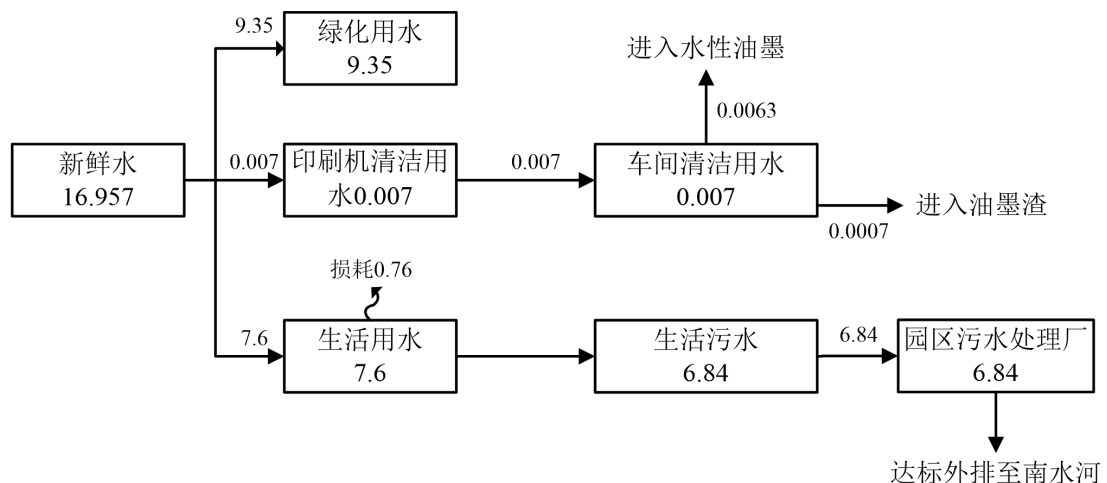 9.35
绿化用水
9.35
进入水性油墨
0.0063
新鲜水
16.957
0.007
印刷机清洁用
水0.007
0.007
车间清洁用水
0.007
进入油墨渣
0.0007
损耗0.76
7.6
生活用水
7.6
生活污水
6.84
6.84
园区污水处理厂
6.84
达标外排至南水河